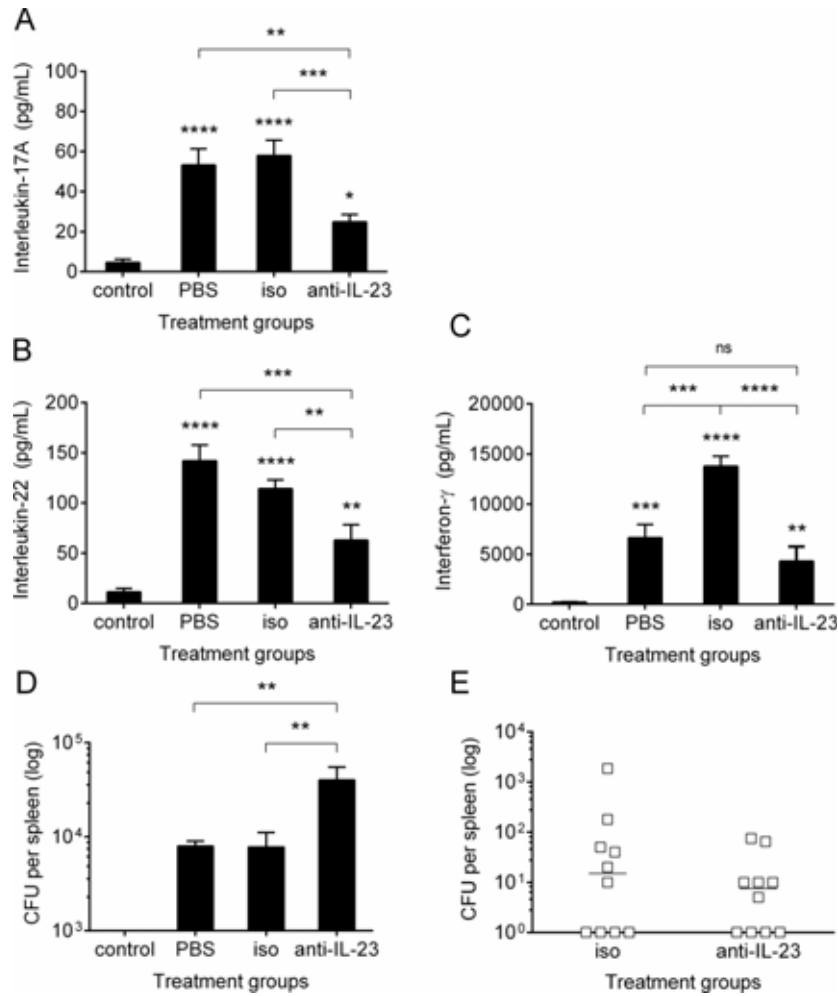 A
**
***
100
80
60
40
20
0
Interleukin-17A (pg/mL)
****
****
*
control PBS iso anti-IL-23
Treatment groups
B
***
**
200
150
100
50
0
Interleukin-22 (pg/mL)
****
****
**
control PBS iso anti-IL-23
Treatment groups
C
ns
*** ****
20000
15000
10000
5000
0
Interferon-γ (pg/mL)
***
****
**
control PBS iso anti-IL-23
Treatment groups
D
**
**
10⁵
10⁴
10³
CFU per spleen (log)
control PBS iso anti-IL-23
Treatment groups
E
10⁴
10³
10²
10¹
10⁰
CFU per spleen (log)
iso anti-IL-23
Treatment groups